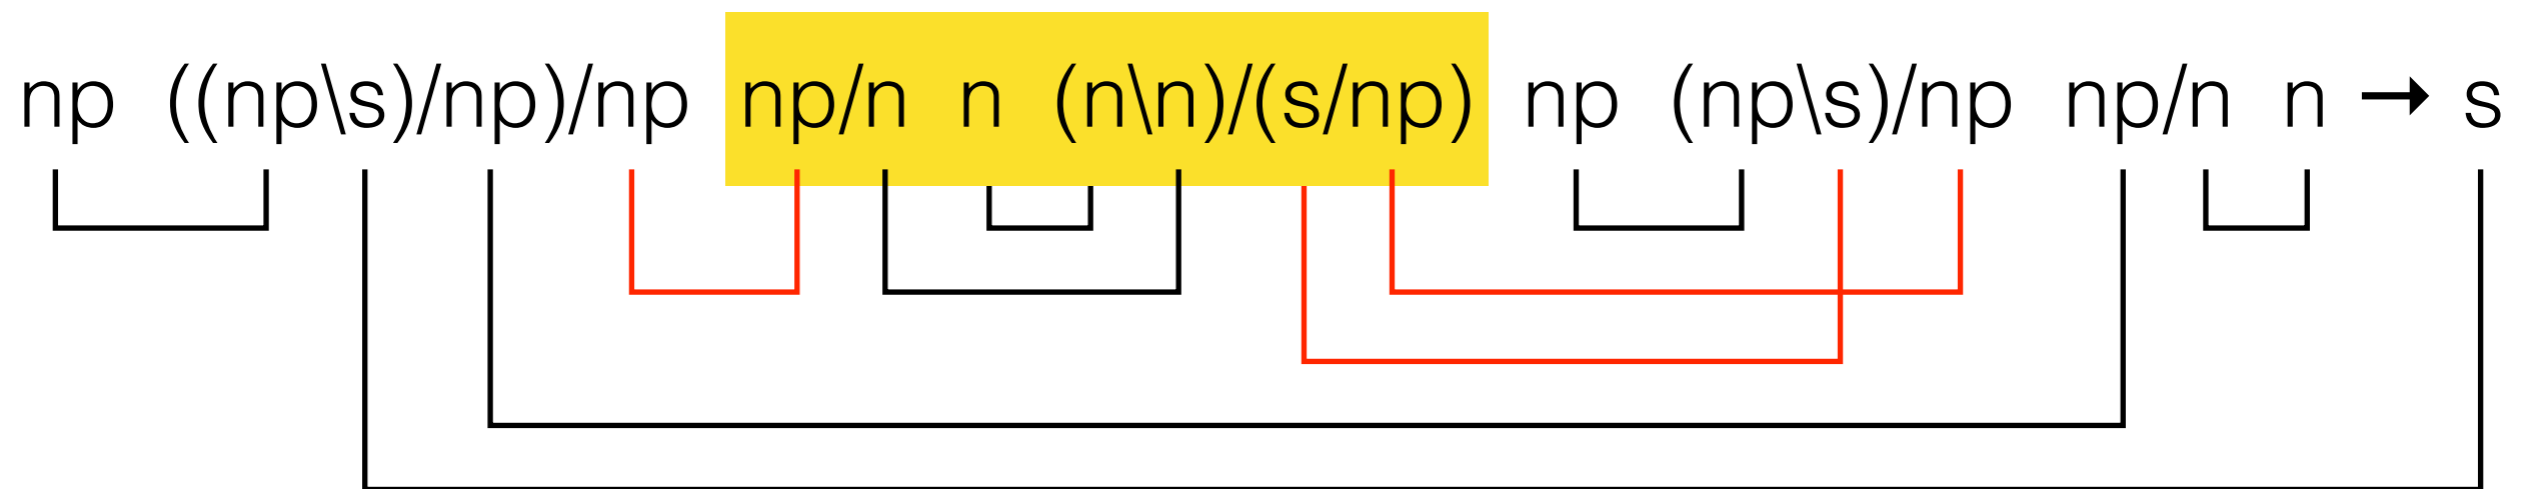 np ((np\s)/np)/np np/n n (n\n)/(s/np) np (np\s)/np np/n n → s